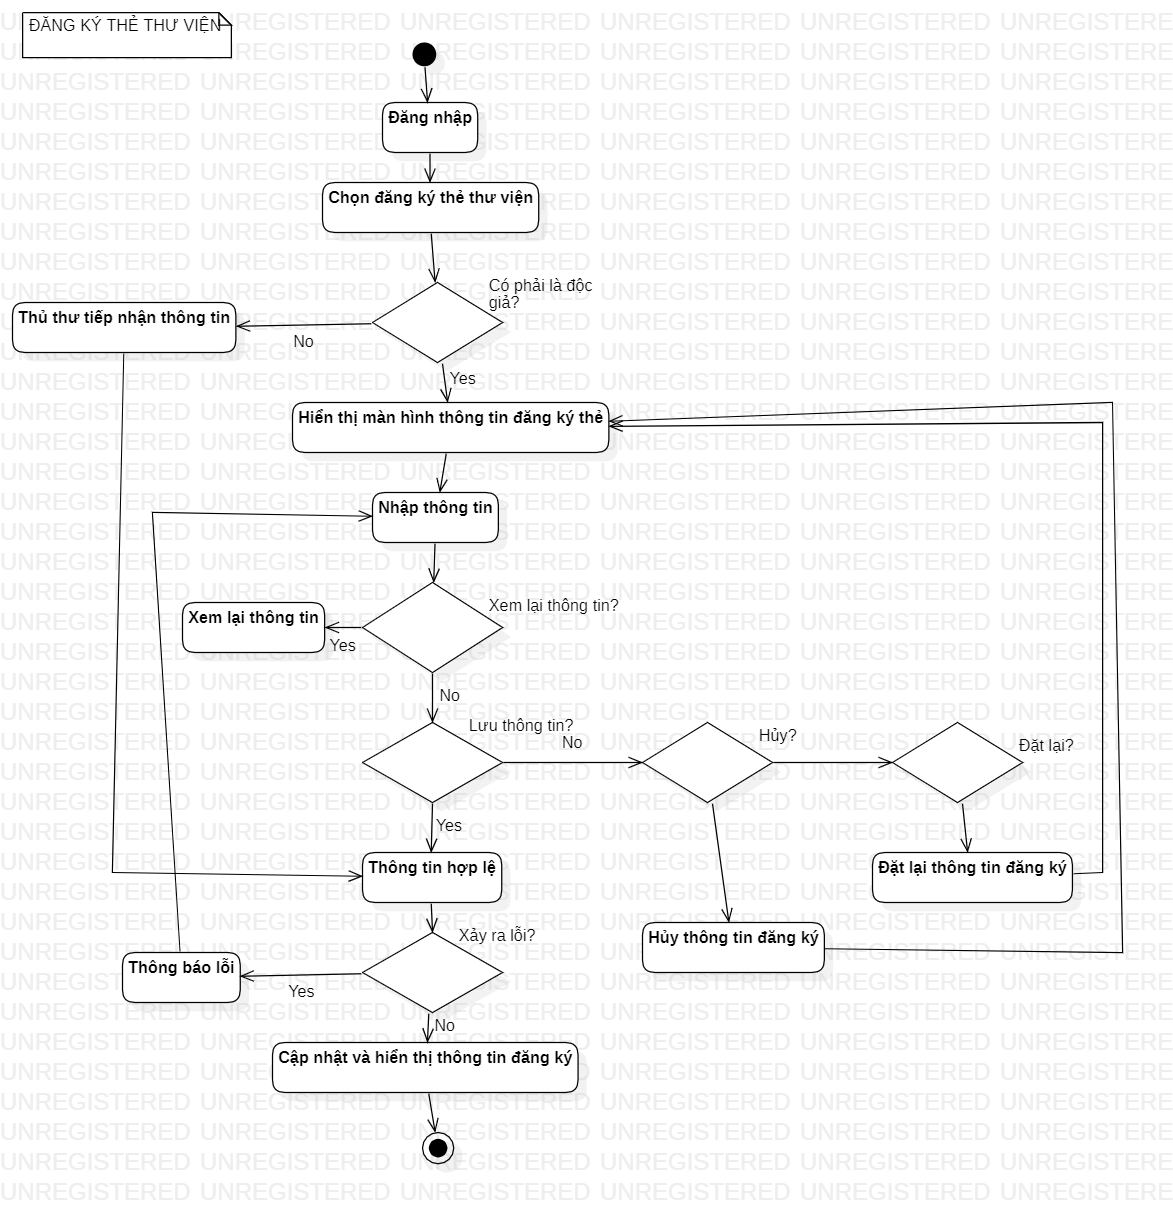 ĐĂNG KÝ THẺ THƯ VIỆN
Đăng nhập
Chọn đăng ký thẻ thư viện
Có phải là độc
giả?
Thủ thư tiếp nhận thông tin
No
Yes
Hiển thị màn hình thông tin đăng ký thẻ
Nhập thông tin
Xem lại thông tin?
Xem lại thông tin
Yes
No
Lưu thông tin?
No
Hủy?
Đặt lại?
Yes
Thông tin hợp lệ
Đặt lại thông tin đăng ký
Xảy ra lỗi?
Hủy thông tin đăng ký
Thông báo lỗi
Yes
No
Cập nhật và hiển thị thông tin đăng ký
UNREGISTERED